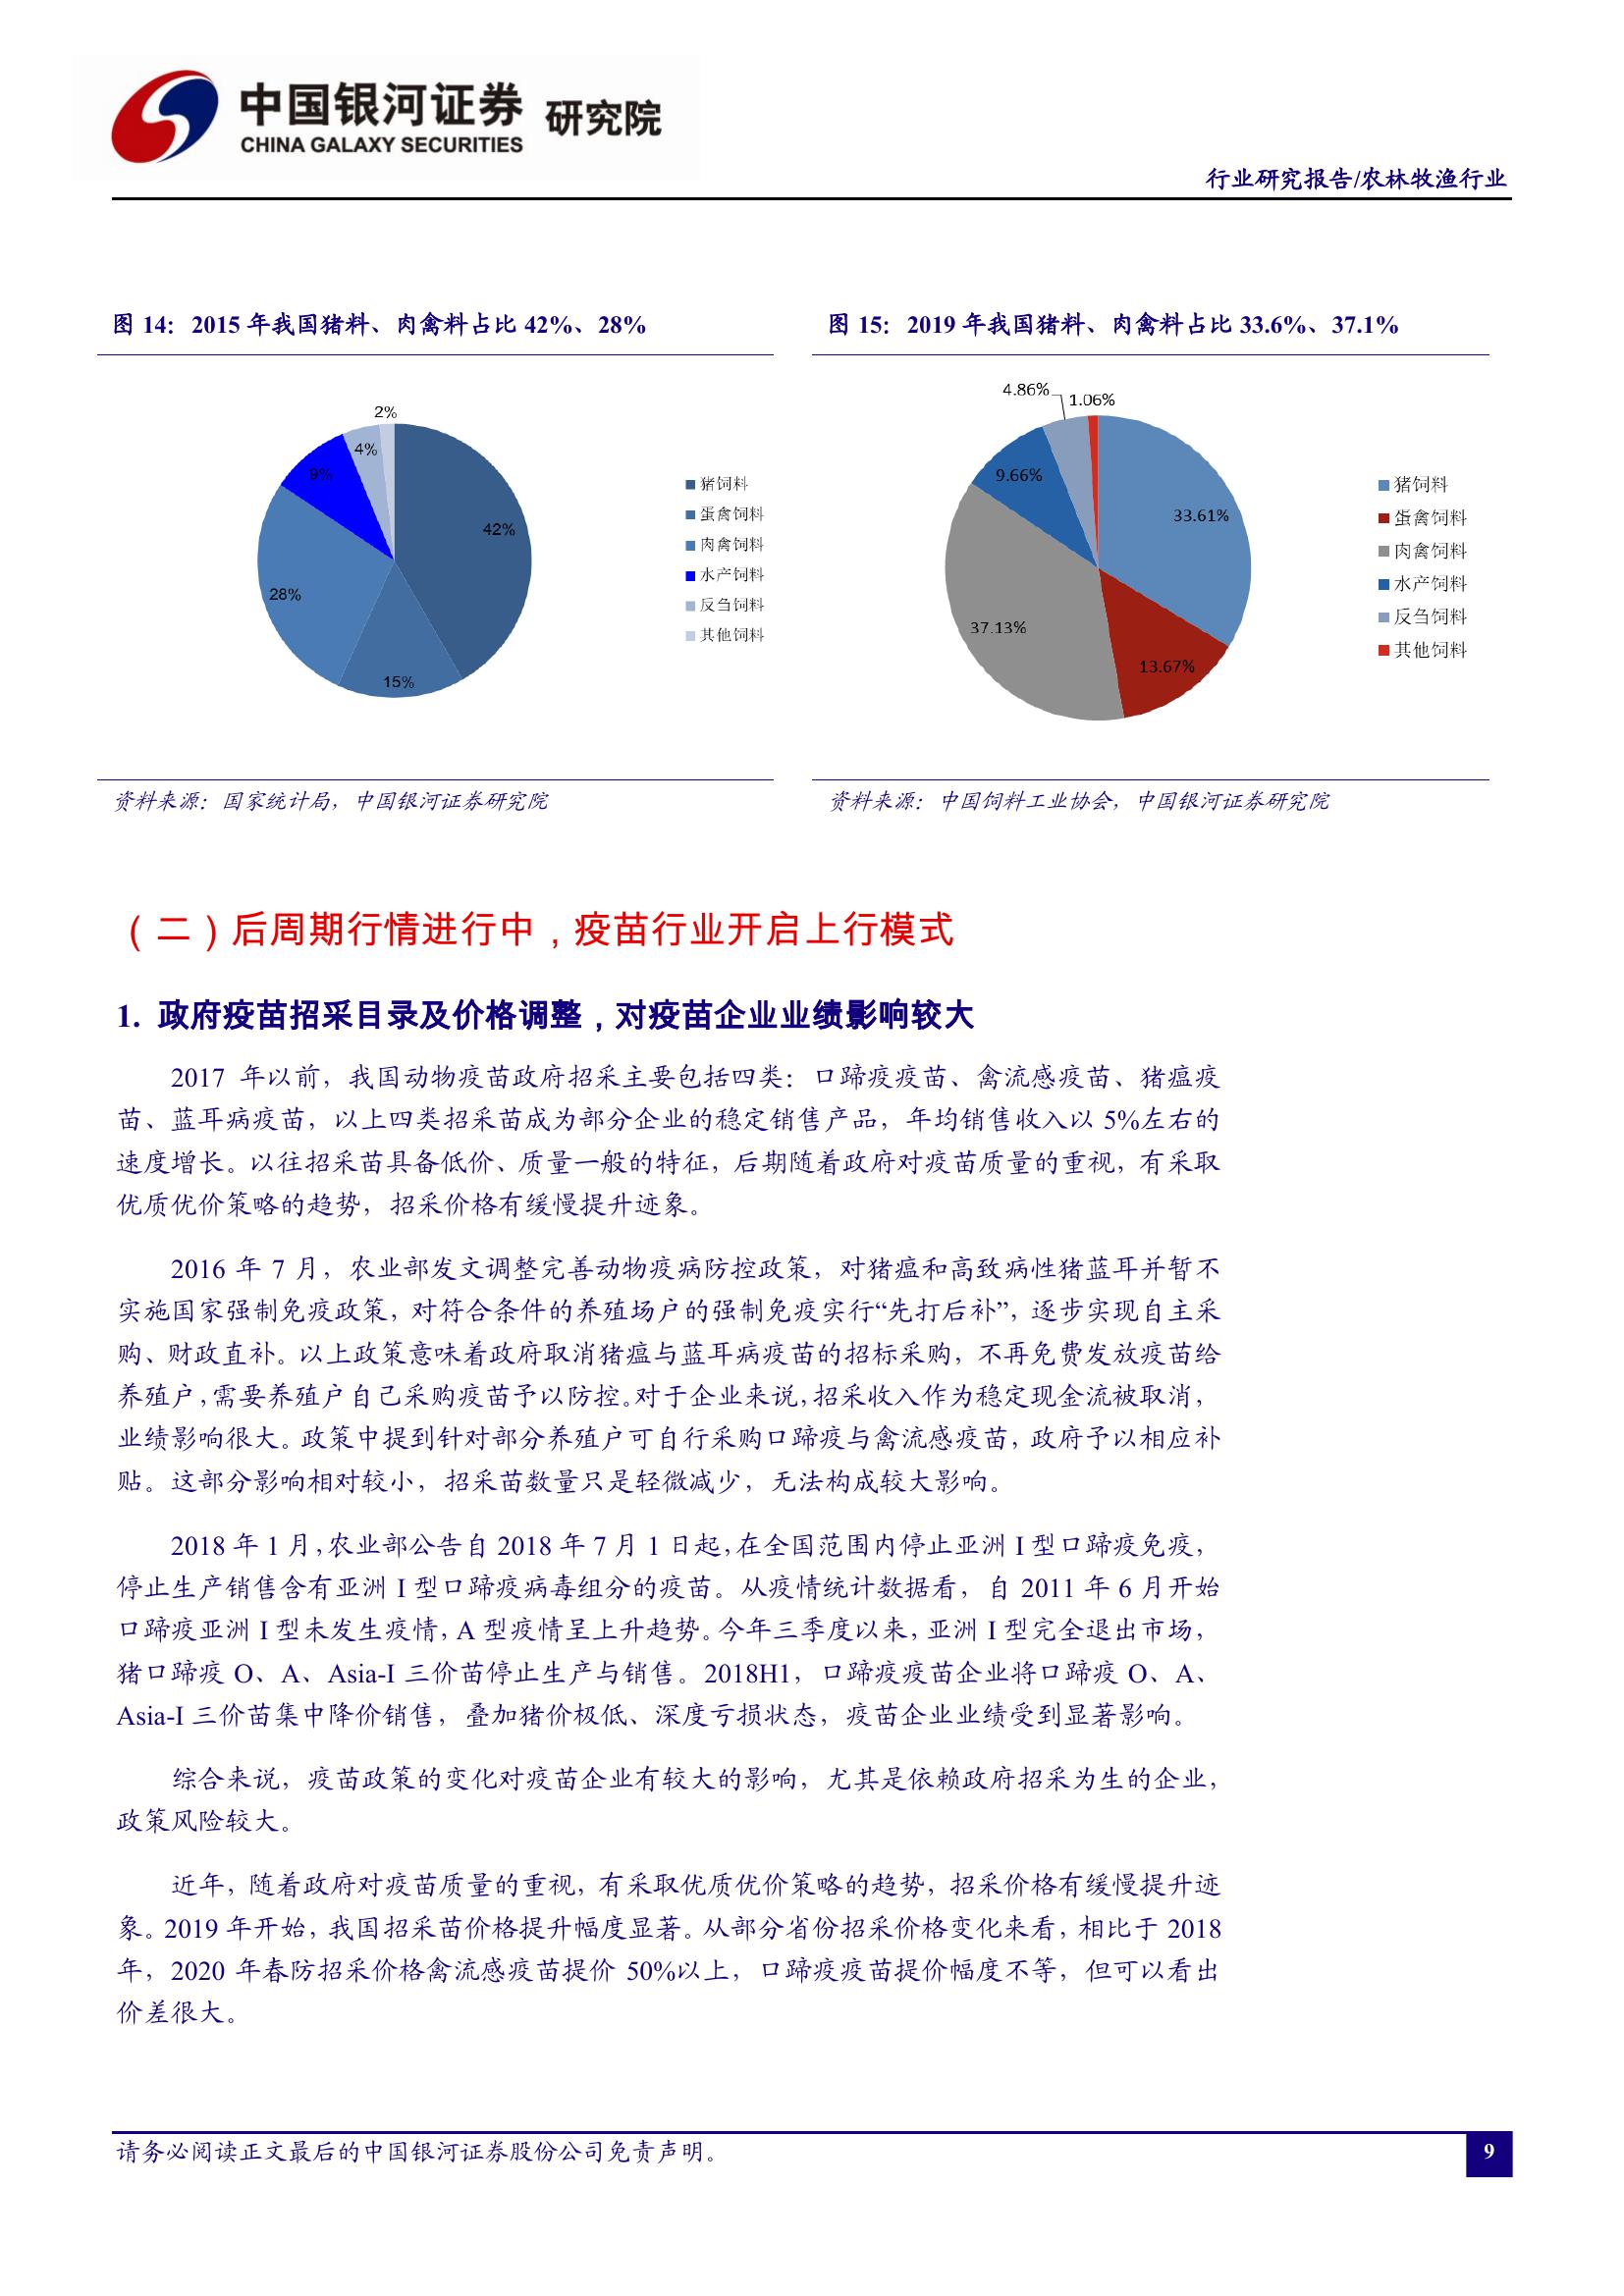 中国银河证券 研究院
CHINA GALAXY SECURITIES
行业研究报告/农林牧渔行业
图 14：2015 年我国猪料、肉禽料占比 42%、28%
2%
4%
9%
42%
28%
15%
猪饲料
蛋禽饲料
肉禽饲料
水产饲料
反刍饲料
其他饲料
资料来源：国家统计局，中国银河证券研究院
图 15：2019 年我国猪料、肉禽料占比 33.6%、37.1%
4.86%
1.06%
9.66%
33.61%
37.13%
13.67%
猪饲料
蛋禽饲料
肉禽饲料
水产饲料
反刍饲料
其他饲料
资料来源：中国饲料工业协会，中国银河证券研究院
（二）后周期行情进行中，疫苗行业开启上行模式
1. 政府疫苗招采目录及价格调整，对疫苗企业业绩影响较大
2017 年以前，我国动物疫苗政府招采主要包括四类：口蹄疫疫苗、禽流感疫苗、猪瘟疫
苗、蓝耳病疫苗，以上四类招采苗成为部分企业的稳定销售产品，年均销售收入以 5%左右的
速度增长。以往招采苗具备低价、质量一般的特征，后期随着政府对疫苗质量的重视，有采取
优质优价策略的趋势，招采价格有缓慢提升迹象。
2016 年 7 月，农业部发文调整完善动物疫病防控政策，对猪瘟和高致病性猪蓝耳并暂不
实施国家强制免疫政策，对符合条件的养殖场户的强制免疫实行“先打后补”，逐步实现自主采
购、财政直补。以上政策意味着政府取消猪瘟与蓝耳病疫苗的招标采购，不再免费发放疫苗给
养殖户，需要养殖户自己采购疫苗予以防控。对于企业来说，招采收入作为稳定现金流被取消，
业绩影响很大。政策中提到针对部分养殖户可自行采购口蹄疫与禽流感疫苗，政府予以相应补
贴。这部分影响相对较小，招采苗数量只是轻微减少，无法构成较大影响。
2018 年 1 月，农业部公告自 2018 年 7 月 1 日起，在全国范围内停止亚洲 I 型口蹄疫免疫，
停止生产销售含有亚洲 I 型口蹄疫病毒组分的疫苗。从疫情统计数据看，自 2011 年 6 月开始
口蹄疫亚洲 I 型未发生疫情，A 型疫情呈上升趋势。今年三季度以来，亚洲 I 型完全退出市场，
猪口蹄疫 O、A、Asia-I 三价苗停止生产与销售。2018H1，口蹄疫疫苗企业将口蹄疫 O、A、
Asia-I 三价苗集中降价销售，叠加猪价极低、深度亏损状态，疫苗企业业绩受到显著影响。
综合来说，疫苗政策的变化对疫苗企业有较大的影响，尤其是依赖政府招采为生的企业，
政策风险较大。
近年，随着政府对疫苗质量的重视，有采取优质优价策略的趋势，招采价格有缓慢提升迹
象。2019 年开始，我国招采苗价格提升幅度显著。从部分省份招采价格变化来看，相比于 2018
年，2020 年春防招采价格禽流感疫苗提价 50%以上，口蹄疫疫苗提价幅度不等，但可以看出
价差很大。
请务必阅读正文最后的中国银河证券股份公司免责声明。
9